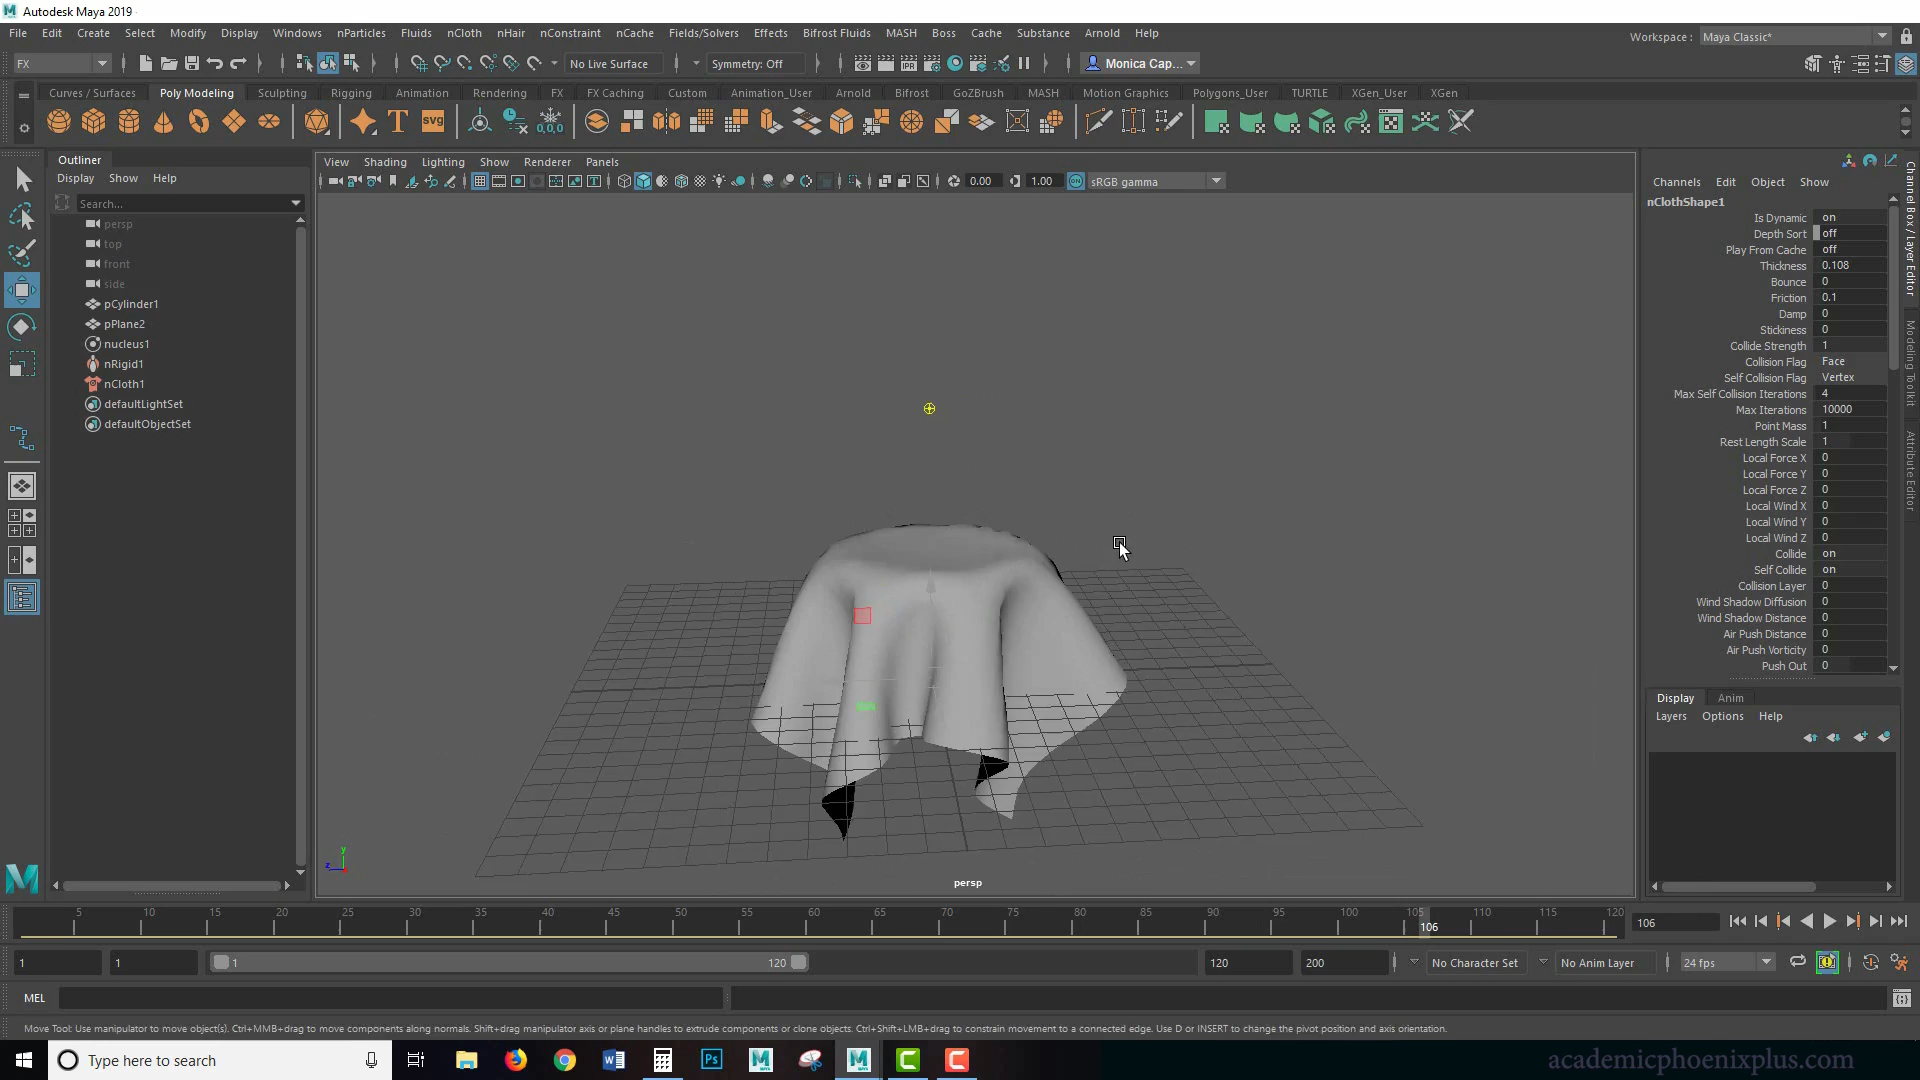 Autodesk Maya 2019
File Edit Create Select Modify Display Windows nParticles Fluids nCloth nHair nConstraint nCache Fields/Solvers Effects Bifrost Fluids MASH Boss Cache Substance Arnold Help
Workspace : Maya Classic*
FX No Live Surface Symmetry: Off Monica Cap...
Curves / Surfaces Poly Modeling Sculpting Rigging Animation Rendering FX FX Caching Custom Animation_User Arnold Bifrost GoZBrush MASH Motion Graphics Polygons_User TURTLE XGen_User XGen
T svg 0,0,0
Outliner
Display Show Help
Search...
persp
top
front
side
pCylinder1
pPlane2
nucleus1
nRigid1
nCloth1
defaultLightSet
defaultObjectSet
View Shading Lighting Show Renderer Panels
0.00 1.00 ON sRGB gamma
y
z
persp
Channels Edit Object Show
nClothShape1
Is Dynamic on
Depth Sort off
Play From Cache off
Thickness 0.108
Bounce 0
Friction 0.1
Damp 0
Stickiness 0
Collide Strength 1
Collision Flag Face
Self Collision Flag Vertex
Max Self Collision Iterations 4
Max Iterations 10000
Point Mass 1
Rest Length Scale 1
Local Force X 0
Local Force Y 0
Local Force Z 0
Local Wind X 0
Local Wind Y 0
Local Wind Z 0
Collide on
Self Collide on
Collision Layer 0
Wind Shadow Diffusion 0
Wind Shadow Distance 0
Air Push Distance 0
Air Push Vorticity 0
Push Out 0
Channel Box / Layer Editor
Modeling Toolkit
Attribute Editor
Display Anim
Layers Options Help
5 10 15 20 25 30 35 40 45 50 55 60 65 70 75 80 85 90 95 100 105 110 115 120
106 106
1 1 1 120 120 200 No Character Set No Anim Layer 24 fps
MEL
Move Tool: Use manipulator to move object(s). Ctrl+MMB+drag to move components along normals. Shift+drag manipulator axis or plane handles to extrude components or clone objects. Ctrl+Shift+LMB+drag to constrain movement to a connected edge. Use D or INSERT to change the pivot position and axis orientation.
Type here to search
academicphoenixplus.com